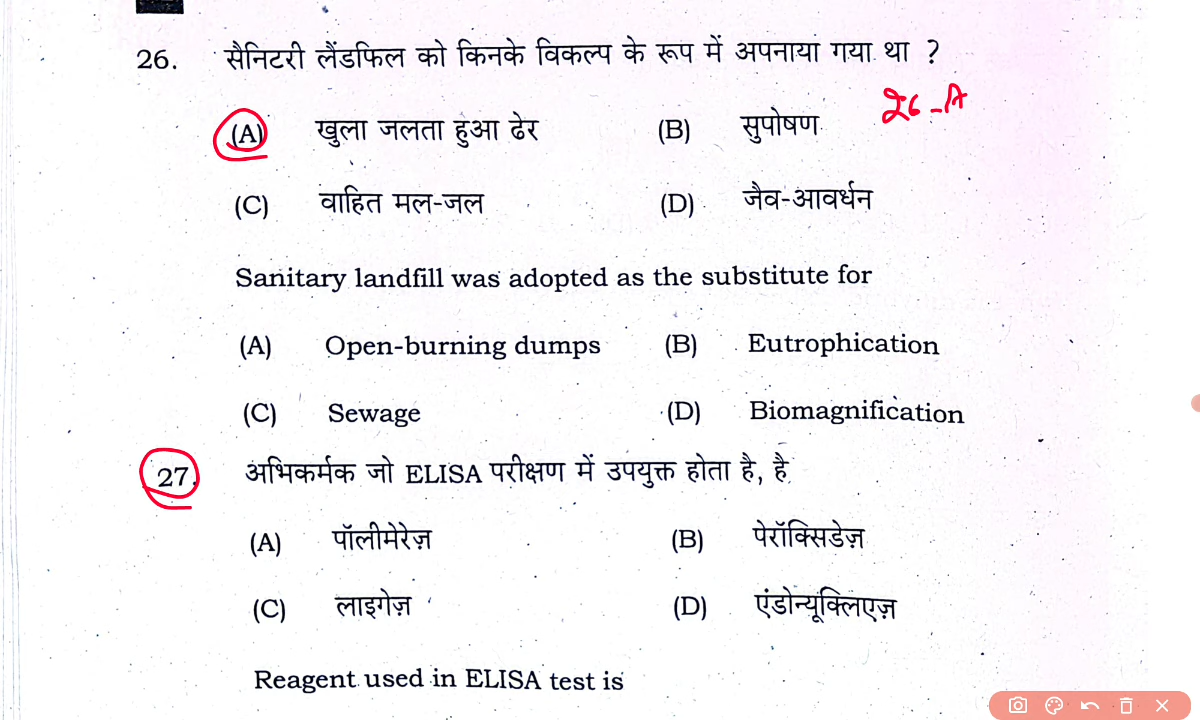 26. सैनिटरी लैंडफिल को किनके विकल्प के रूप में अपनाया गया था ?
26-A
(A) खुला जलता हुआ ढेर (B) सुपोषण
(C) वाहित मल-जल (D) जैव-आवर्धन
Sanitary landfill was adopted as the substitute for
(A) Open-burning dumps (B) Eutrophication
(C) Sewage (D) Biomagnification
27. अभिकर्मक जो ELISA परीक्षण में उपयुक्त होता है, है
(A) पॉलीमेरेज़ (B) पेरॉक्सिडेज़
(C) लाइगेज़ (D) एंडोन्यूक्लिएज़
Reagent used in ELISA test is